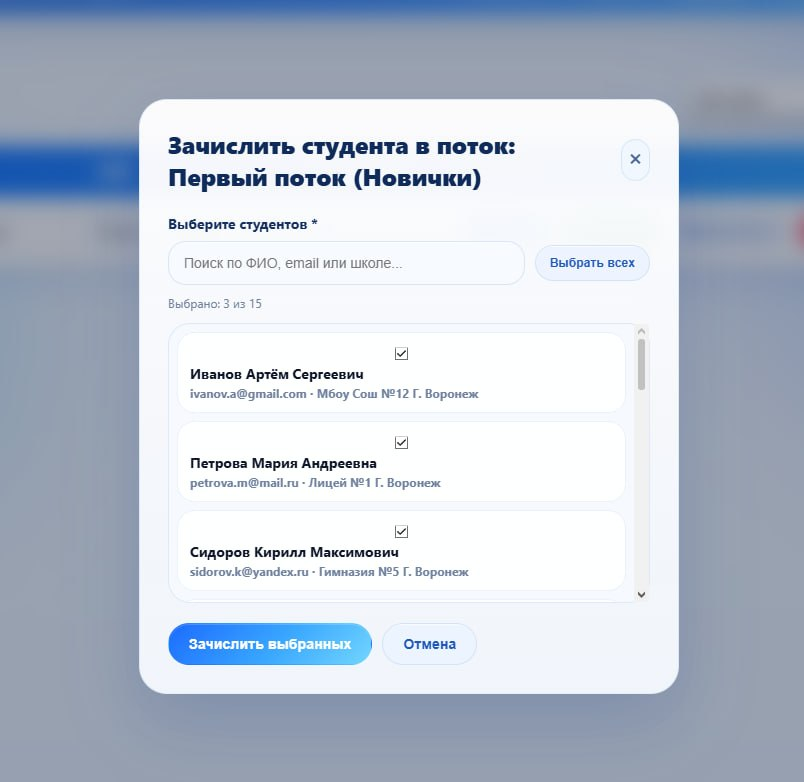 Зачислить студента в поток:
Первый поток (Новички)
✕
Выберите студентов *
Поиск по ФИО, email или школе...
Выбрать всех
Выбрано: 3 из 15
Иванов Артём Сергеевич
ivanov.a@gmail.com · Мбоу Сош №12 Г. Воронеж
Петрова Мария Андреевна
petrova.m@mail.ru · Лицей №1 Г. Воронеж
Сидоров Кирилл Максимович
sidorov.k@yandex.ru · Гимназия №5 Г. Воронеж
Зачислить выбранных
Отмена